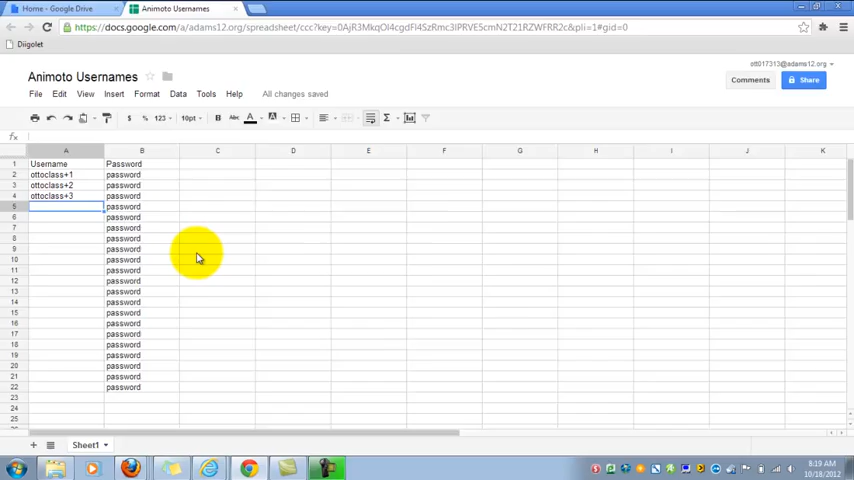 Home - Google Drive
Animoto Usernames
https://docs.google.com/a/adams12.org/spreadsheet/ccc?key=0AjR3MkqOl4cgdFl4SzRmc3lPRVE5cmN2T21RZWFORFE&pli=1#gid=0
Diigolet
ott017313@adams12.org
Animoto Usernames
Comments
Share
File Edit View Insert Format Data Tools Help All changes saved
$ % 123 10pt B Abc A A Σ
fx
A B C D E F G H I J K
1 Username Password
2 ottoclass+1 password
3 ottoclass+2 password
4 ottoclass+3 password
5 password
6 password
7 password
8 password
9 password
10 password
11 password
12 password
13 password
14 password
15 password
16 password
17 password
18 password
19 password
20 password
21 password
22 password
23
24
25
Sheet1
8:19 AM
10/18/2012